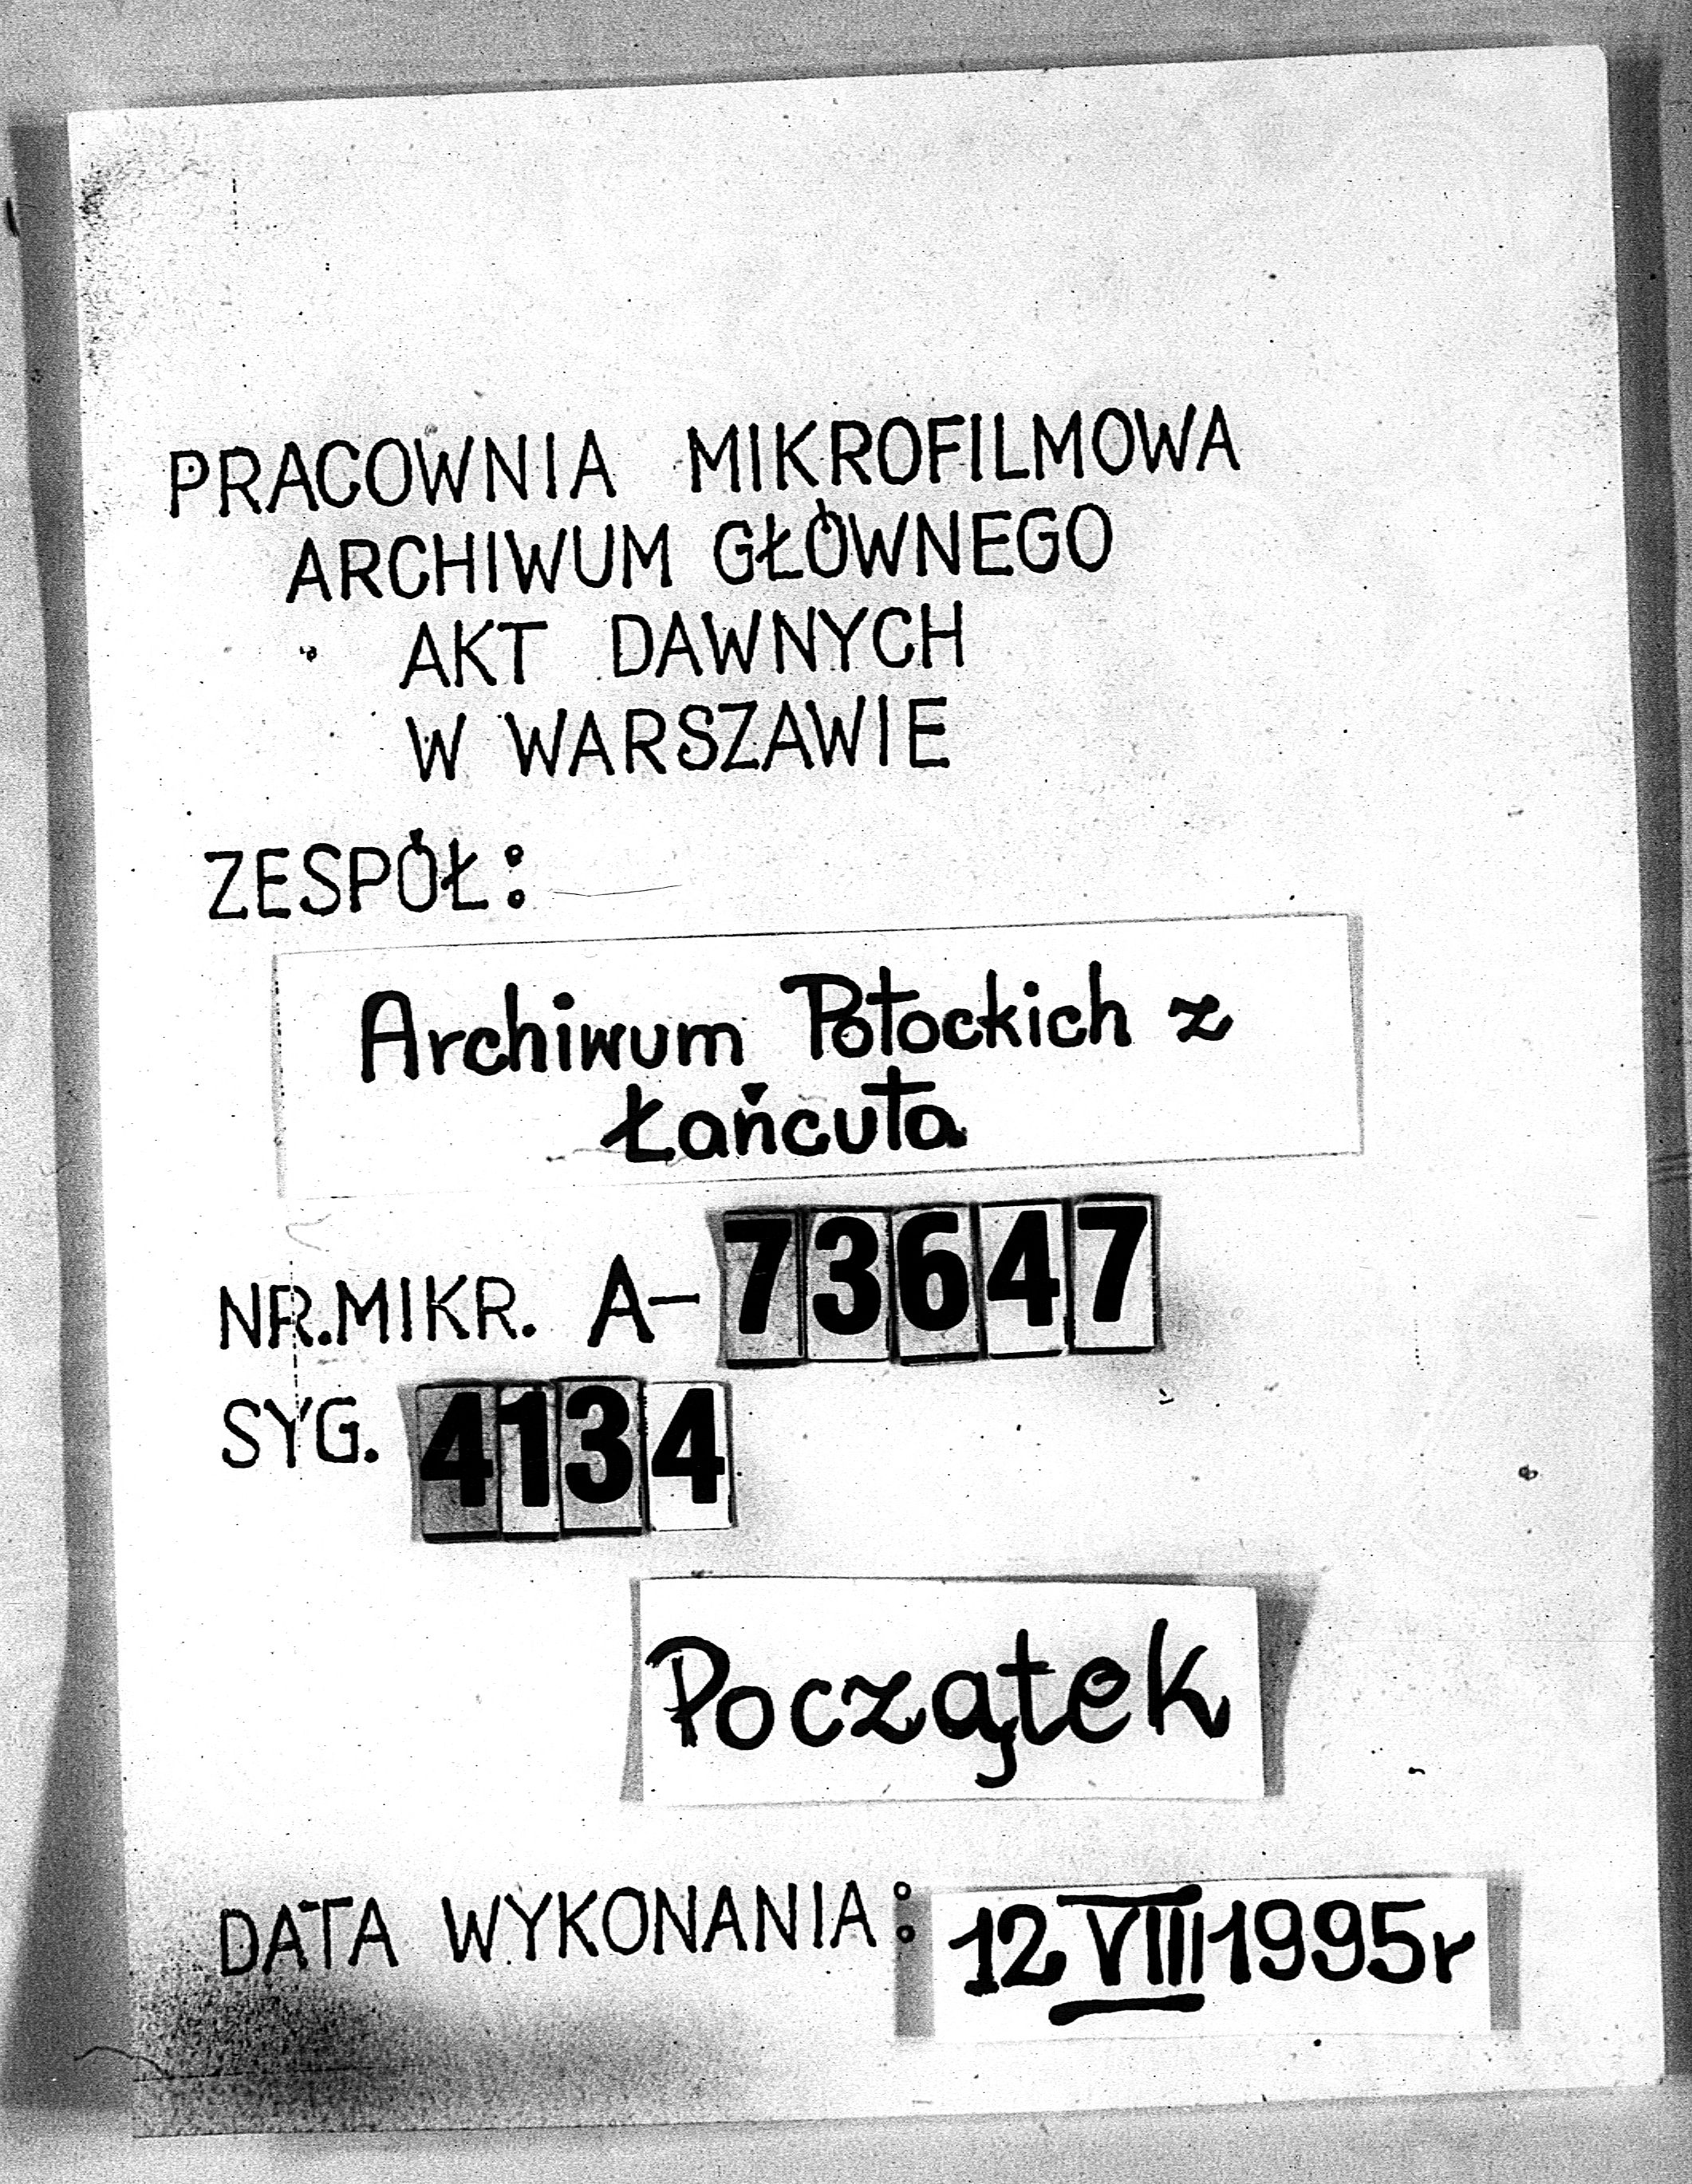 PRACOWNIA MIKROFILMOWA
ARCHIWUM GŁÓWNEGO
AKT DAWNYCH
W WARSZAWIE
ZESPÓŁ:
Archiwum Potockich z
Łańcuta
NR.MIKR. A-73647
SYG. 4134
Początek
DATA WYKONANIA: 12 VIII 1995r